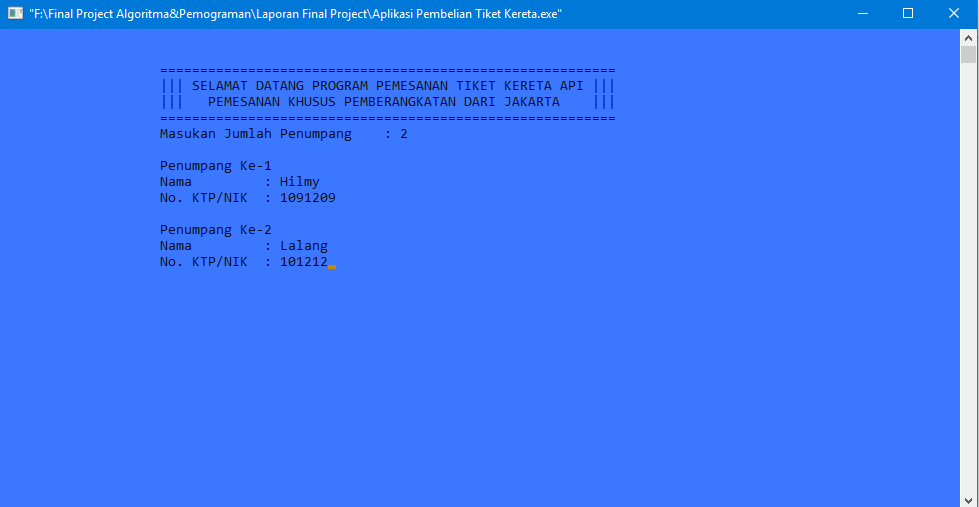 "F:\Final Project Algoritma&Pemograman\Laporan Final Project\Aplikasi Pembelian Tiket Kereta.exe"
=========================================================
||| SELAMAT DATANG PROGRAM PEMESANAN TIKET KERETA API |||
|||   PEMESANAN KHUSUS PEMBERANGKATAN DARI JAKARTA    |||
=========================================================
Masukan Jumlah Penumpang    : 2
Penumpang Ke-1
Nama         : Hilmy
No. KTP/NIK  : 1091209
Penumpang Ke-2
Nama         : Lalang
No. KTP/NIK  : 101212